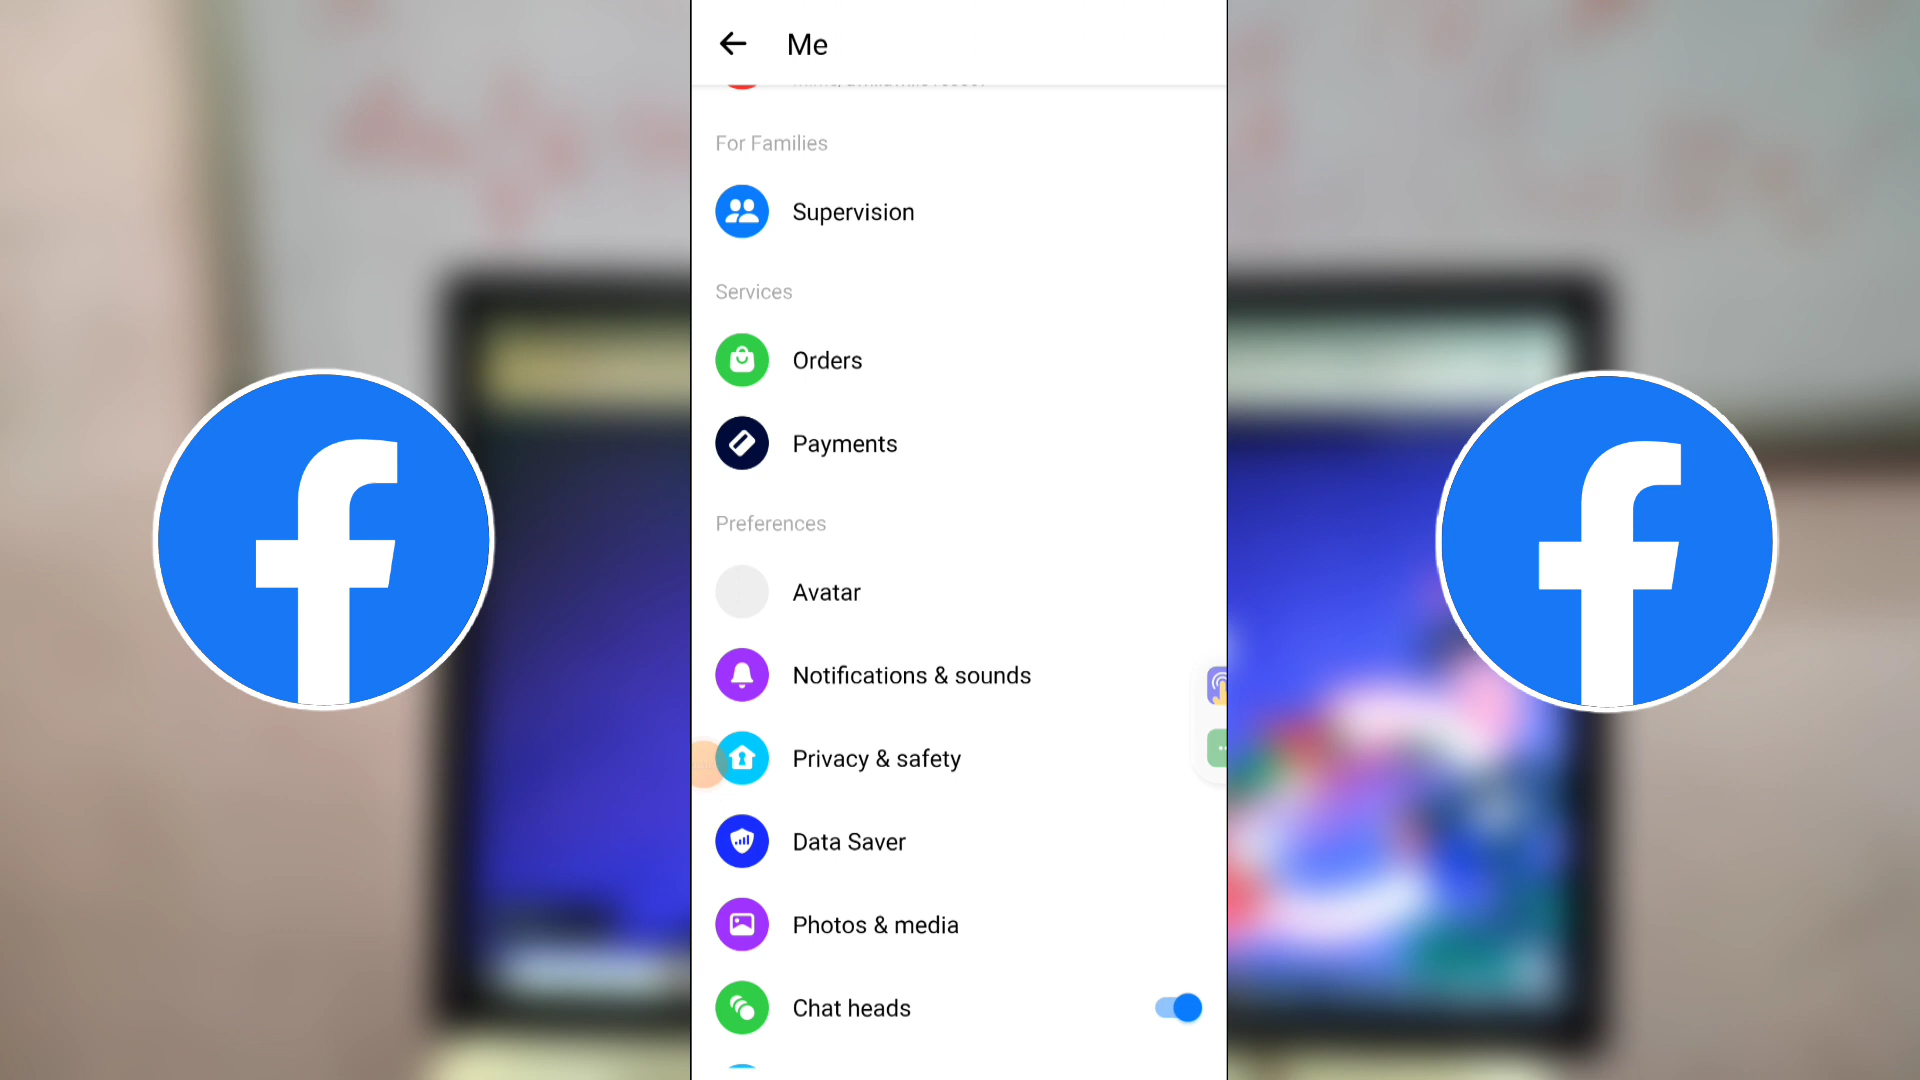 Me
For Families
Supervision
Services
Orders
Payments
Preferences
Avatar
Notifications & sounds
Privacy & safety
Data Saver
Photos & media
Chat heads